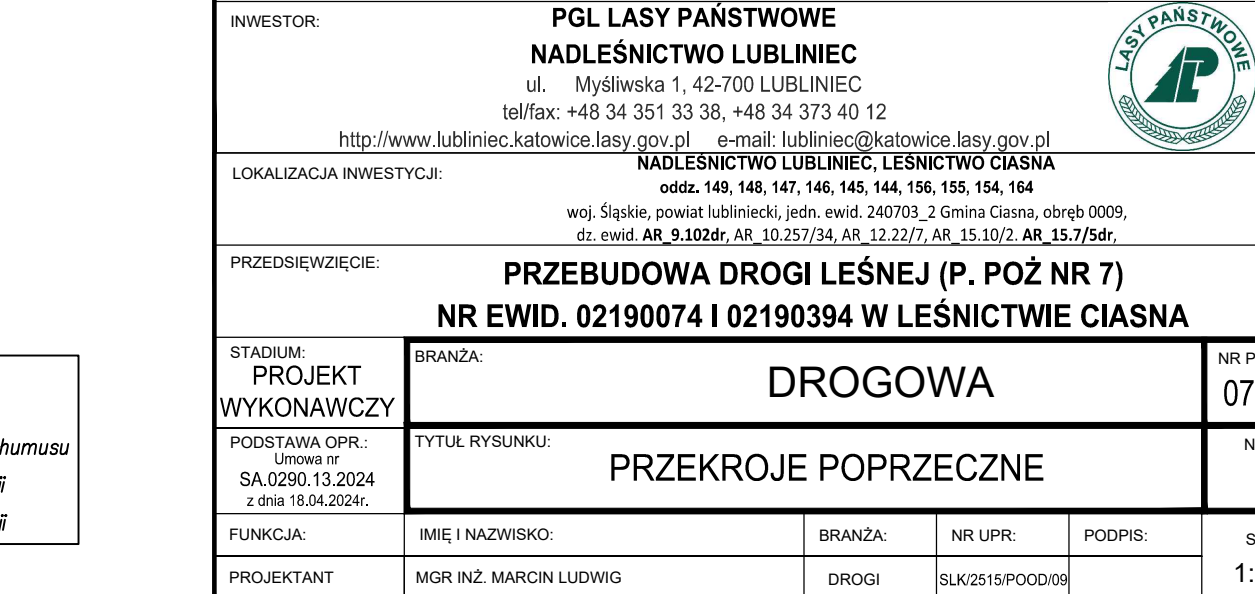 INWESTOR:
PGL LASY PAŃSTWOWE
NADLEŚNICTWO LUBLINIEC
ul. Myśliwska 1, 42-700 LUBLINIEC
tel/fax: +48 34 351 33 38, +48 34 373 40 12
http://www.lubliniec.katowice.lasy.gov.pl e-mail: lubliniec@katowice.lasy.gov.pl
LASY PAŃSTWOWE
LP
LOKALIZACJA INWESTYCJI:
NADLEŚNICTWO LUBLINIEC, LEŚNICTWO CIASNA
oddz. 149, 148, 147, 146, 145, 144, 156, 155, 154, 164
woj. Śląskie, powiat lubliniecki, jedn. ewid. 240703_2 Gmina Ciasna, obręb 0009,
dz. ewid. AR_9.102dr, AR_10.257/34, AR_12.22/7, AR_15.10/2. AR_15.7/5dr,
PRZEDSIĘWZIĘCIE:
PRZEBUDOWA DROGI LEŚNEJ (P. POŻ NR 7)
NR EWID. 02190074 I 02190394 W LEŚNICTWIE CIASNA
STADIUM:
PROJEKT
WYKONAWCZY
BRANŻA:
DROGOWA
NR P
07
humusu
ji
ji
PODSTAWA OPR.:
Umowa nr
SA.0290.13.2024
z dnia 18.04.2024r.
TYTUŁ RYSUNKU:
PRZEKROJE POPRZECZNE
N
FUNKCJA:
IMIĘ I NAZWISKO:
BRANŻA:
NR UPR:
PODPIS:
S
PROJEKTANT
MGR INŻ. MARCIN LUDWIG
DROGI
SLK/2515/POOD/09
1: